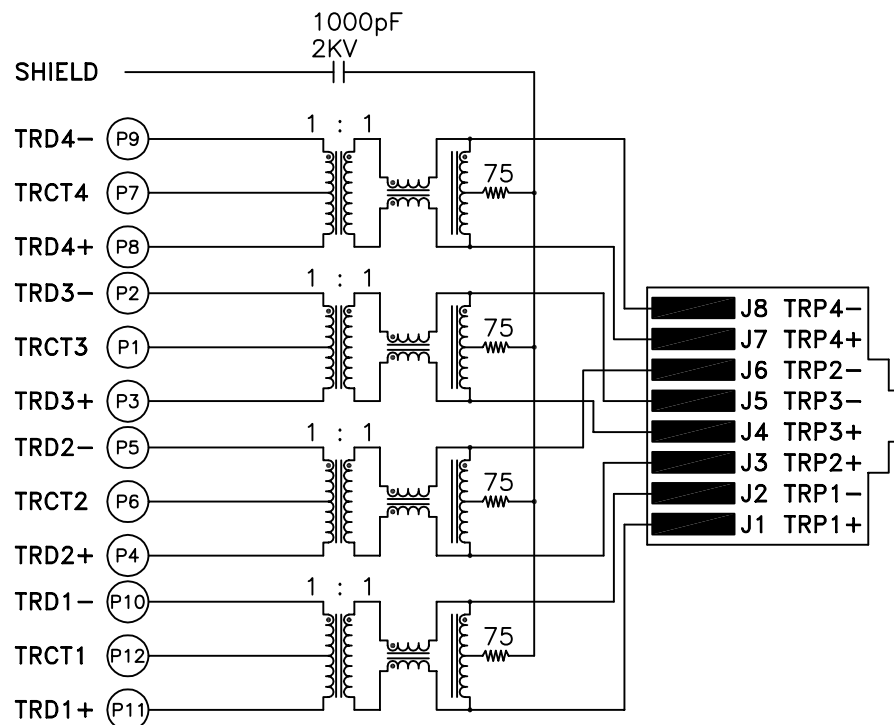 1000pF
2KV
SHIELD
1 : 1
TRD4- P9
75
TRCT4 P7
TRD4+ P8
1 : 1
TRD3- P2
75
TRCT3 P1
TRD3+ P3
1 : 1
TRD2- P5
75
TRCT2 P6
TRD2+ P4
1 : 1
TRD1- P10
75
TRCT1 P12
TRD1+ P11
J8 TRP4-
J7 TRP4+
J6 TRP2-
J5 TRP3-
J4 TRP3+
J3 TRP2+
J2 TRP1-
J1 TRP1+